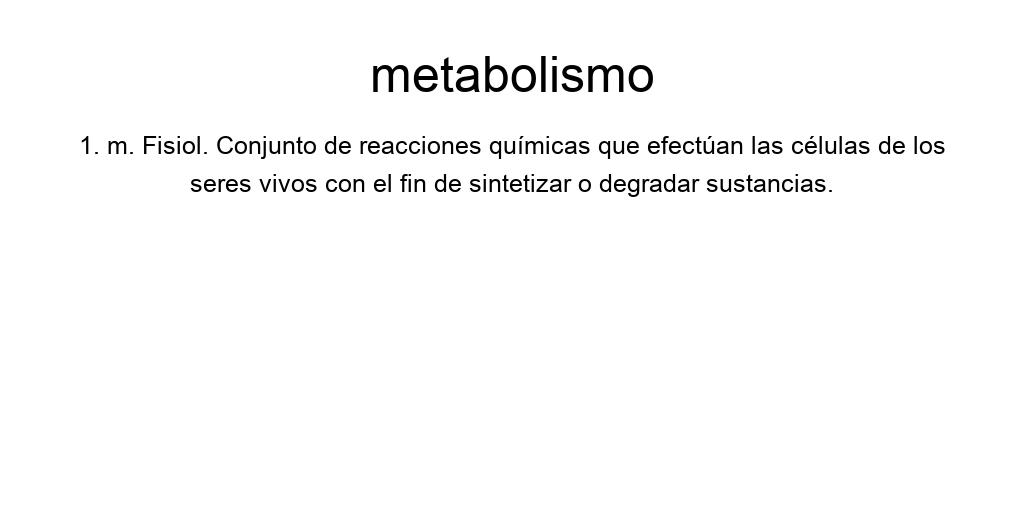 metabolismo
1. m. Fisiol. Conjunto de reacciones químicas que efectúan las células de los
seres vivos con el fin de sintetizar o degradar sustancias.